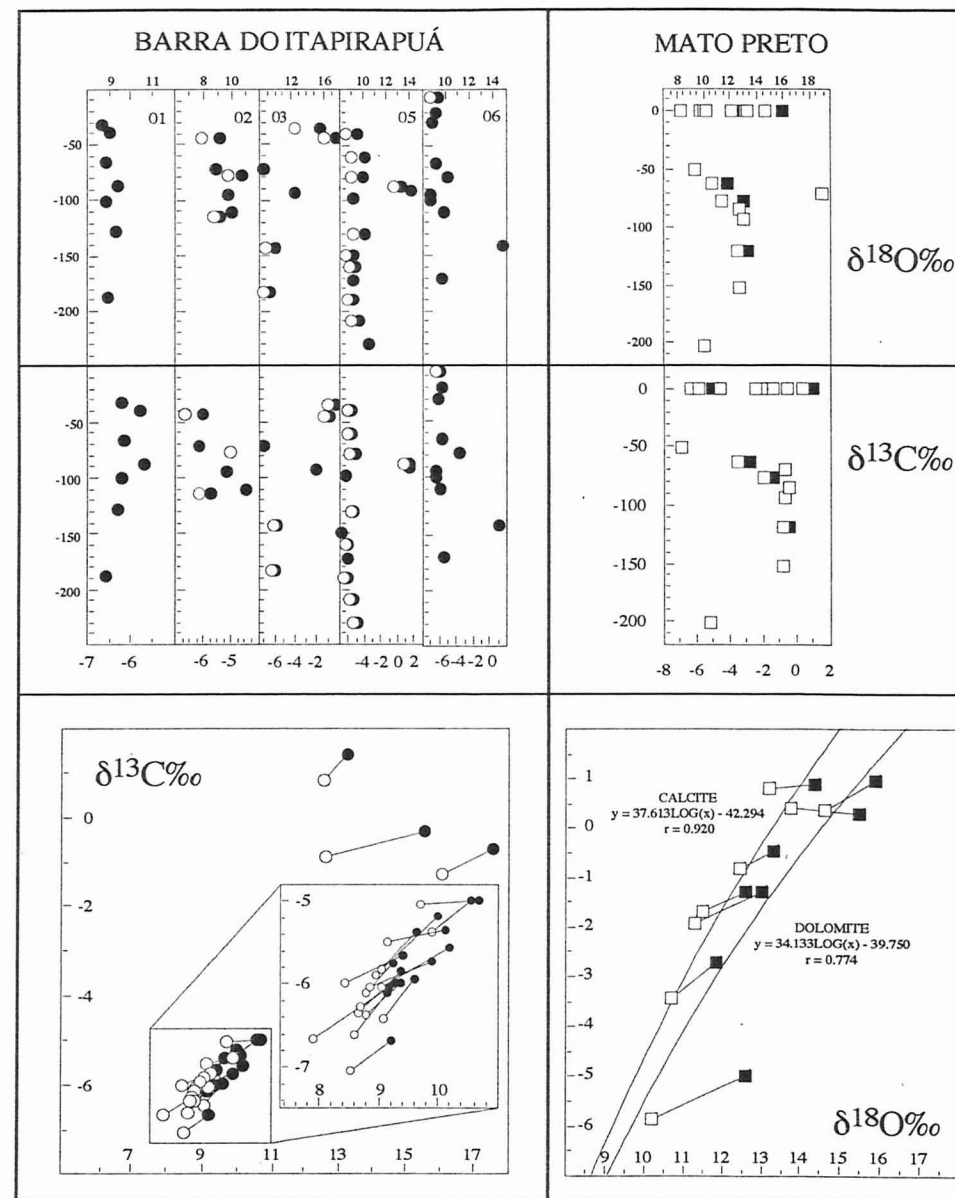 BARRA DO ITAPIRAPUÁ
MATO PRETO
9 11 8 10 12 16 10 12 14 10 12 14
8 10 12 14 16 18
01 02 03 05 06
-50
-100
-150
-200
0
-50
-100
-150
-200
δ18O‰
-50
-100
-150
-200
0
-50
-100
-150
-200
δ13C‰
-7 -6 -6 -5 -6 -4 -2 -4 -2 0 2 -6 -4 -2 0
-8 -6 -4 -2 0 2
δ13C‰
0
-2
-4
-6
-5
-6
-7
8 9 10
7 9 11 13 15 17
1
0
-1
-2
-3
-4
-5
-6
CALCITE
y = 37.613LOG(x) - 42.294
r = 0.920
DOLOMITE
y = 34.133LOG(x) - 39.750
r = 0.774
δ18O‰
9 10 11 12 13 14 15 16 17